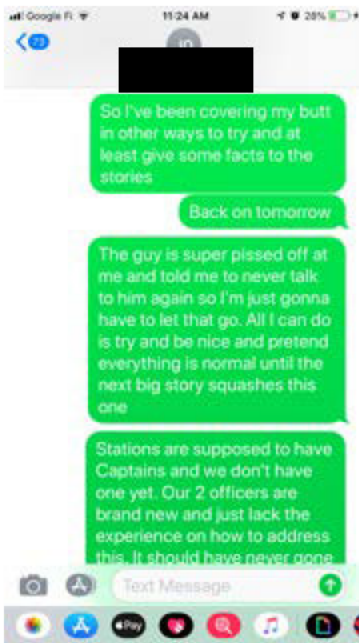 Google Fi
11:24 AM
28%
73
So I've been covering my butt
in other ways to try and at
least give some facts to the
stories
Back on tomorrow
The guy is super pissed off at
me and told me to never talk
to him again so I'm just gonna
have to let that go. All I can do
is try and be nice and pretend
everything is normal until the
next big story squashes this
one
Stations are supposed to have
Captains and we don't have
one yet. Our 2 officers are
brand new and just lack the
experience on how to address
this. It should have never gone
Text Message
Pay